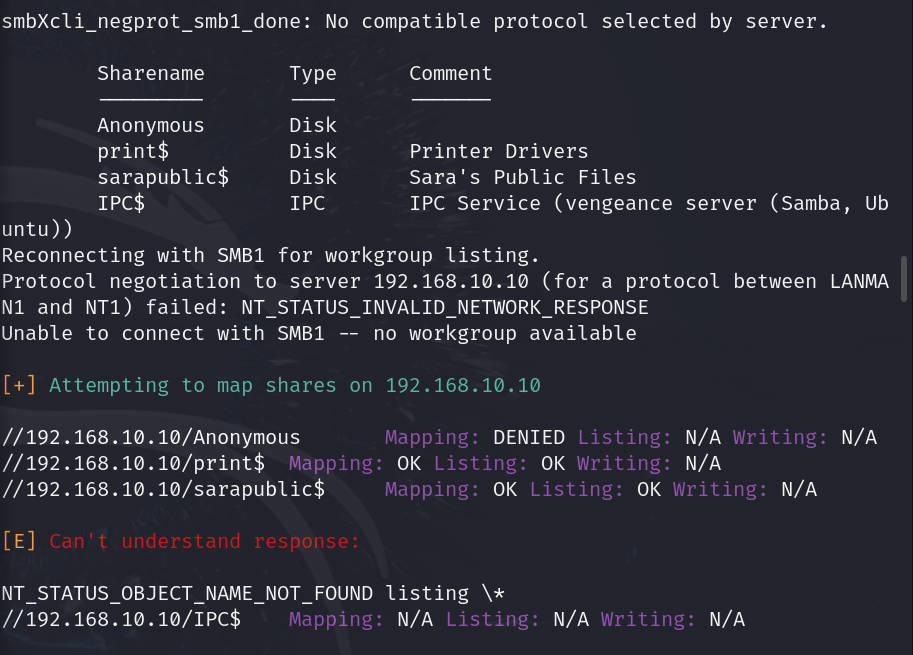 smbXcli_negprot_smb1_done: No compatible protocol selected by server.
Sharename Type Comment
--------- ---- -------
Anonymous Disk
print$ Disk Printer Drivers
sarapublic$ Disk Sara's Public Files
IPC$ IPC IPC Service (vengeance server (Samba, Ub
untu))
Reconnecting with SMB1 for workgroup listing.
Protocol negotiation to server 192.168.10.10 (for a protocol between LANMA
N1 and NT1) failed: NT_STATUS_INVALID_NETWORK_RESPONSE
Unable to connect with SMB1 -- no workgroup available
[+] Attempting to map shares on 192.168.10.10
//192.168.10.10/Anonymous Mapping: DENIED Listing: N/A Writing: N/A
//192.168.10.10/print$ Mapping: OK Listing: OK Writing: N/A
//192.168.10.10/sarapublic$ Mapping: OK Listing: OK Writing: N/A
[E] Can't understand response:
NT_STATUS_OBJECT_NAME_NOT_FOUND listing \*
//192.168.10.10/IPC$ Mapping: N/A Listing: N/A Writing: N/A